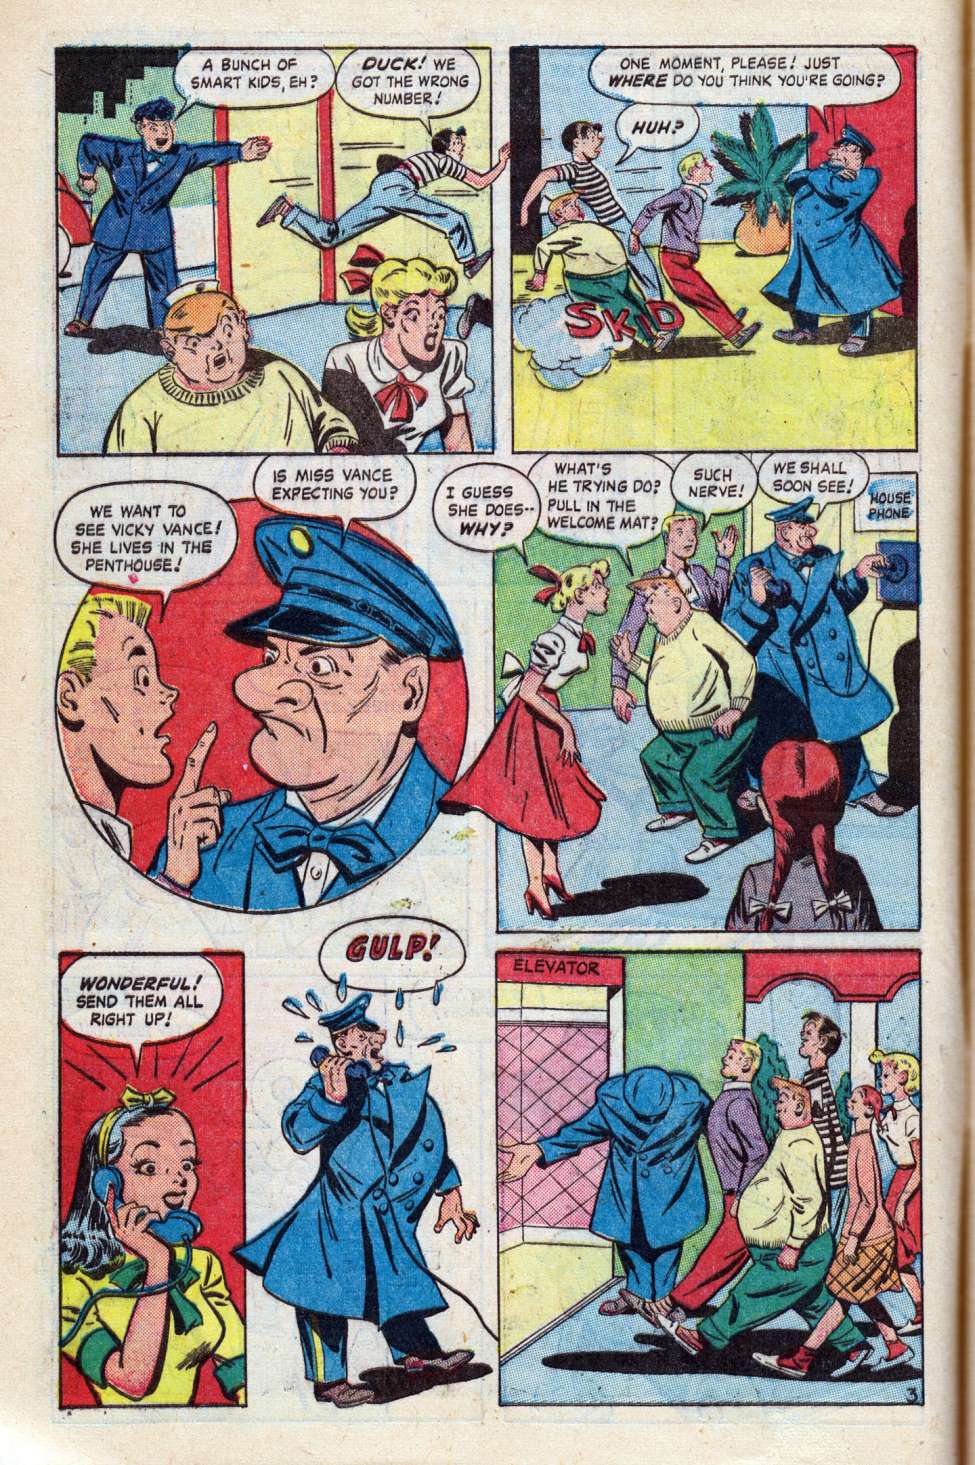 A BUNCH OF
SMART KIDS, EH?
DUCK! WE
GOT THE WRONG
NUMBER!
ONE MOMENT, PLEASE! JUST
WHERE DO YOU THINK YOU'RE GOING?
HUH?
SKID
WE WANT TO
SEE VICKY VANCE!
SHE LIVES IN THE
PENTHOUSE!
IS MISS VANCE
EXPECTING YOU?
I GUESS
SHE DOES--
WHY?
WHAT'S
HE TRYING DO?
PULL IN THE
WELCOME MAT?
SUCH
NERVE!
WE SHALL
SOON SEE!
HOUSE
PHONE
WONDERFUL!
SEND THEM ALL
RIGHT UP!
GULP!
ELEVATOR
3